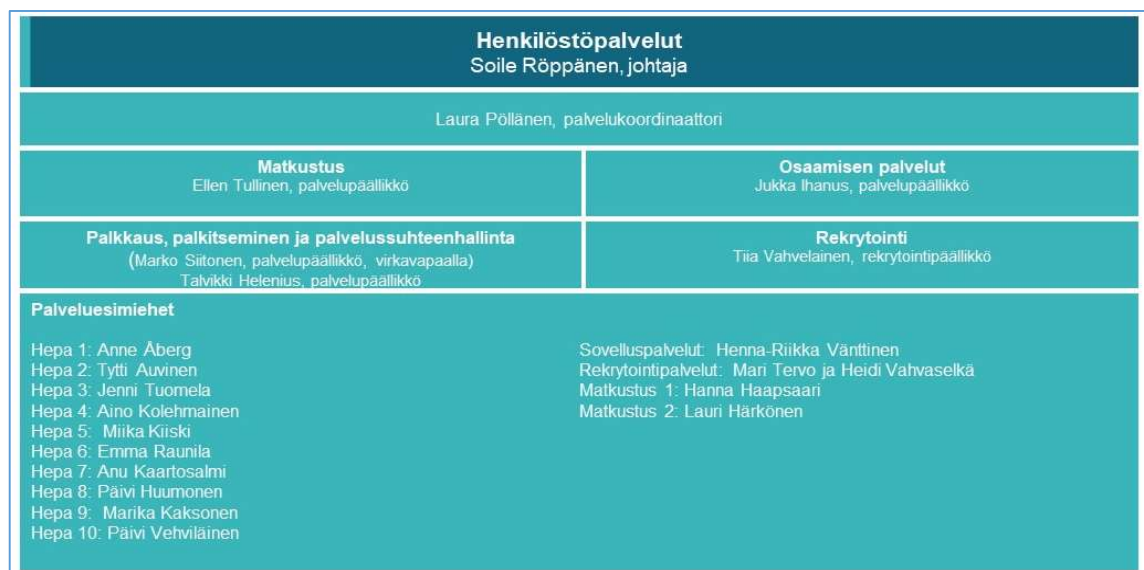 Henkilöstöpalvelut
Soile Röppänen, johtaja
Laura Pöllänen, palvelukoordinaattori
Matkustus
Ellen Tullinen, palvelupäällikkö
Osaamisen palvelut
Jukka Ihanus, palvelupäällikkö
Palkkaus, palkitseminen ja palvelussuhteenhallinta
(Marko Siitonen, palvelupäällikkö, virkavapaalla)
Talvikki Helenius, palvelupäällikkö
Rekrytointi
Tiia Vahvelainen, rekrytointipäällikkö
Palveluesimiehet
Hepa 1: Anne Åberg
Hepa 2: Tytti Auvinen
Hepa 3: Jenni Tuomela
Hepa 4: Aino Kolehmainen
Hepa 5: Miika Kiiski
Hepa 6: Emma Raunila
Hepa 7: Anu Kaartosalmi
Hepa 8: Päivi Huumonen
Hepa 9: Marika Kaksonen
Hepa 10: Päivi Vehviläinen
Sovelluspalvelut: Henna-Riikka Vänttinen
Rekrytointipalvelut: Mari Tervo ja Heidi Vahvaselkä
Matkustus 1: Hanna Haapsaari
Matkustus 2: Lauri Härkönen